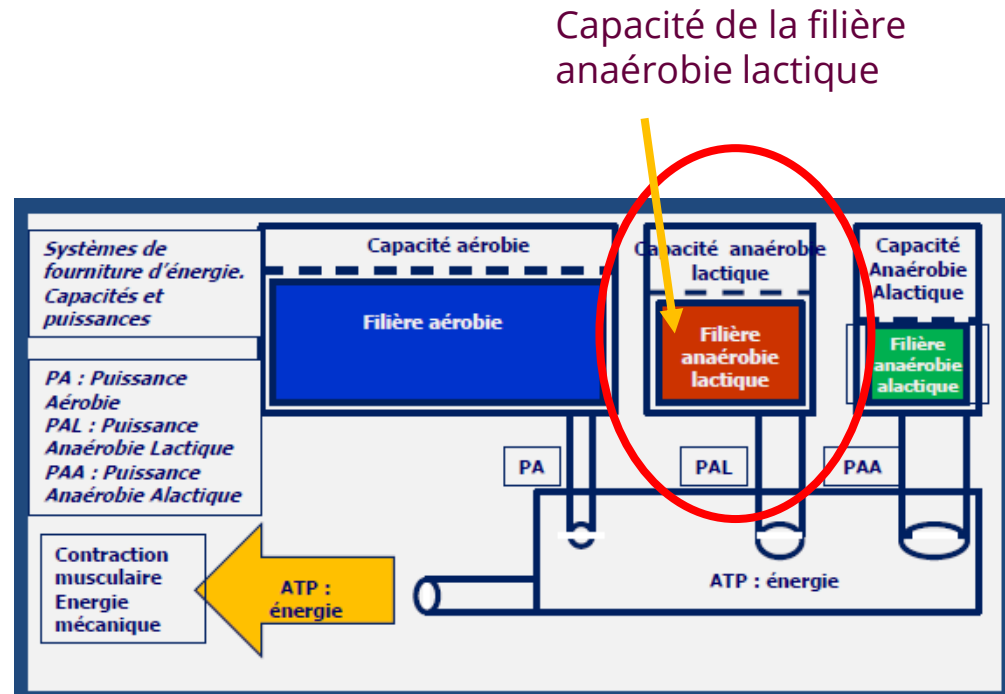 Capacité de la filière
anaérobie lactique
Systèmes de
fourniture d'énergie.
Capacités et
puissances
PA : Puissance
Aérobie
PAL : Puissance
Anaérobie Lactique
PAA : Puissance
Anaérobie Alactique
Capacité aérobie
Filière aérobie
Capacité anaérobie
lactique
Filière
anaérobie
lactique
Capacité
Anaérobie
Alactique
Filière
anaérobie
alactique
PA
PAL
PAA
Contraction
musculaire
Energie
mécanique
ATP :
énergie
ATP : énergie